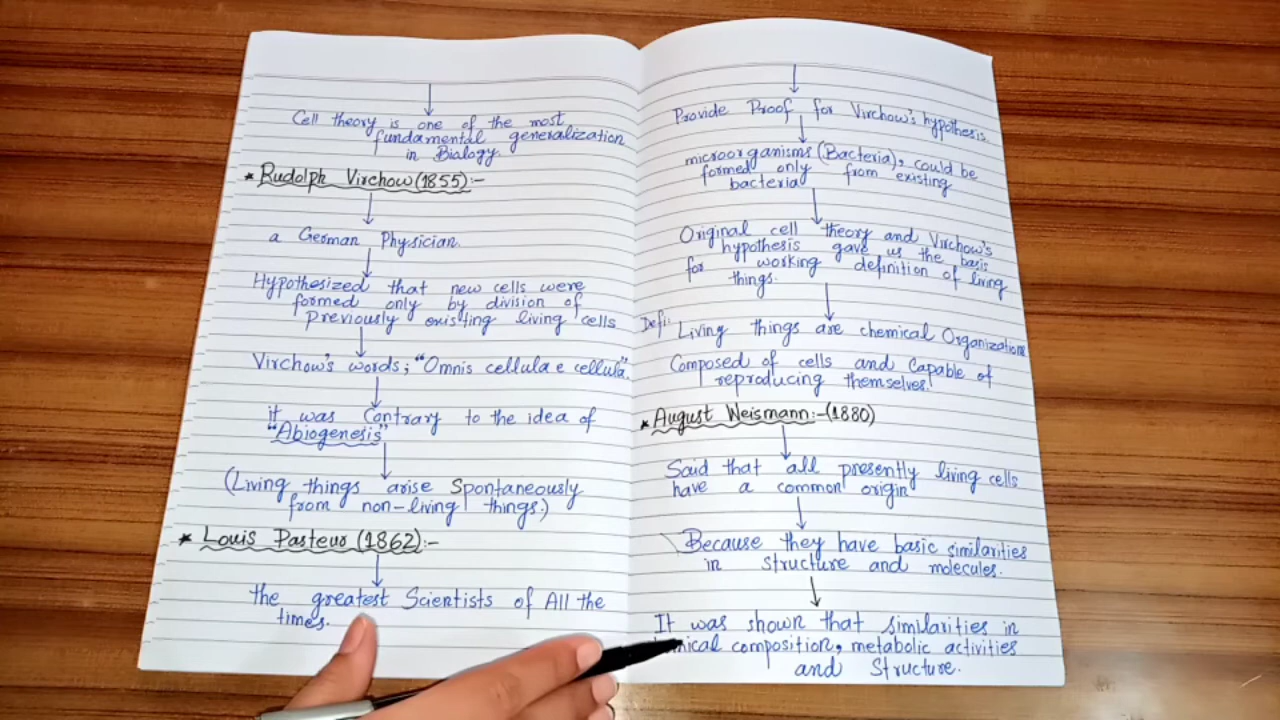 Cell theory is one of the most
fundamental generalization
in Bialogy.
* Rudolph Virchow (1855):-
a German Physician.
Hypothesized that new cells were
formed only by division of
Previously existing living cells
Virchow's words; "Omnis cellula e cellula".
it was Contrary to the idea of
"Abiogenesis"
(Living things arise Spontaneously
from non-living things.)
* Louis Pasteur (1862):-
the greatest Scientists of All the
times.
Provide Proof for Virchow's hypothesis.
microorganisms (Bacteria), could be
formed only from existing
bacteria
Original cell theory and Virchow's
hypothesis gave us the basis
for working definition of living
things.
Defi: Living things are chemical Organizations
Composed of cells and Capable of
reproducing themselves.
* August Weismann:-(1880)
Said that all presently living cells
have a common origin
Because they have basic similarities
in structure and molecules.
It was shown that similarities in
composition, metabolic activities
and Structure.